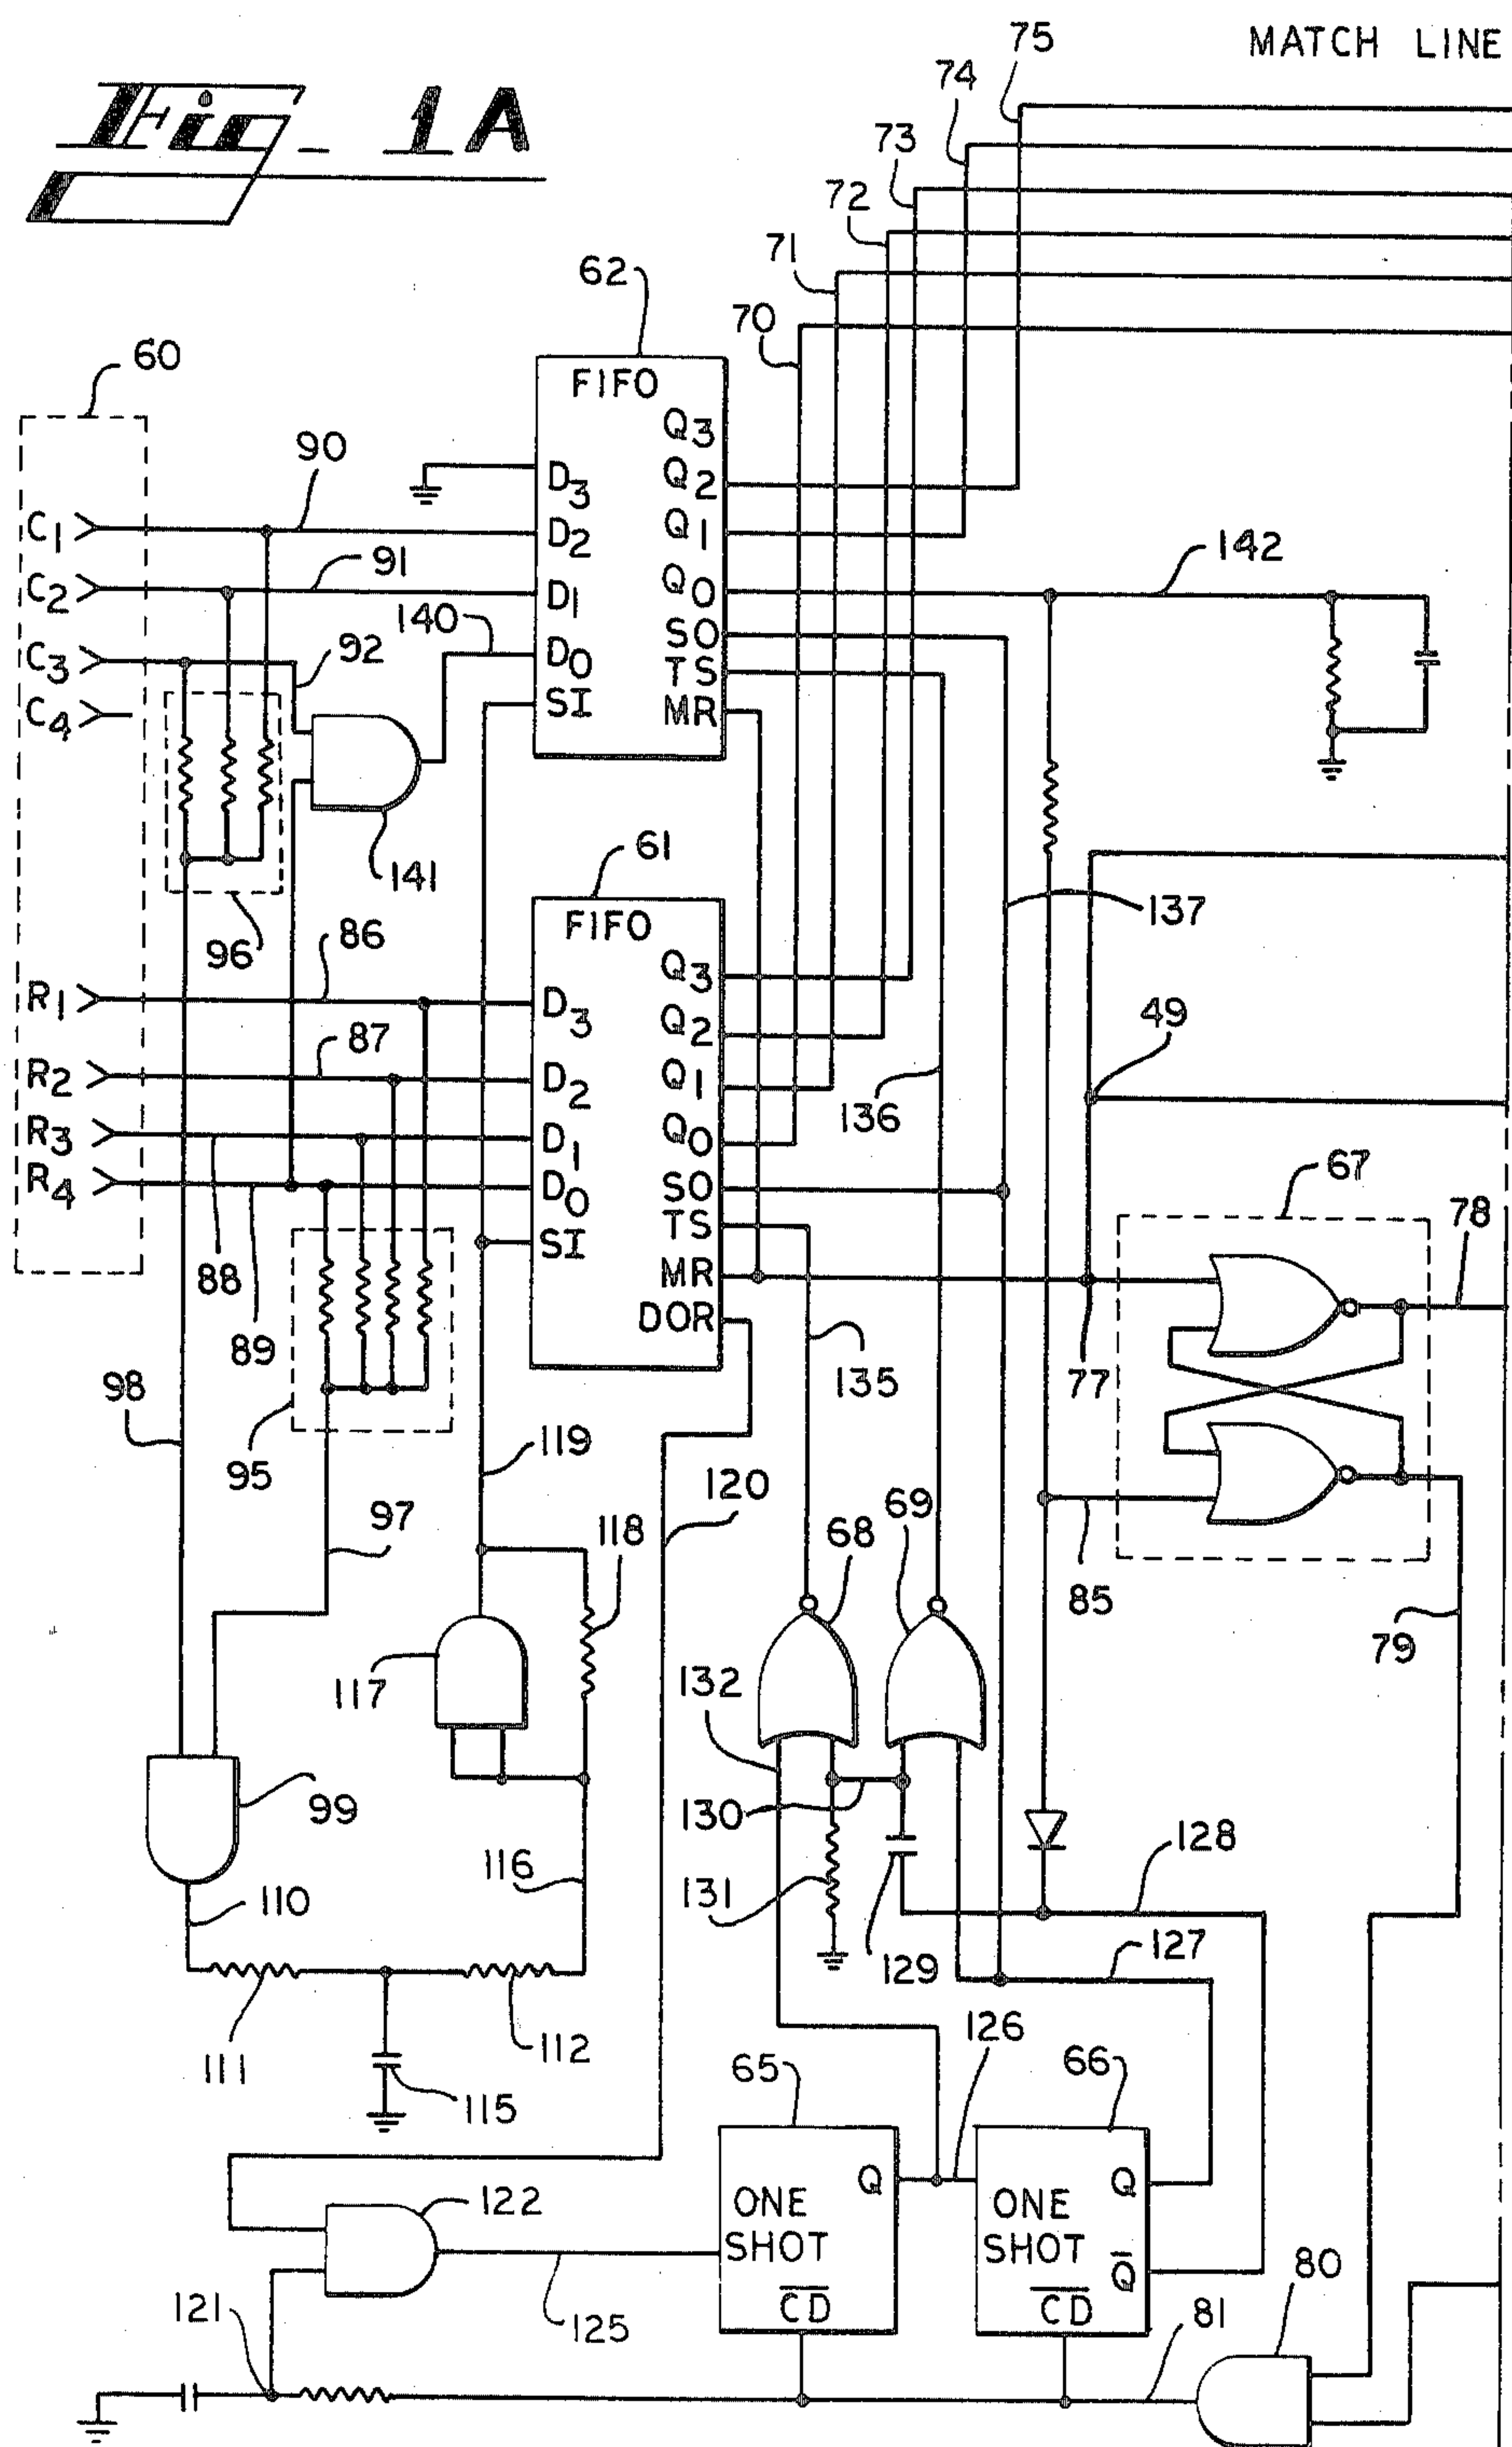 MATCH LINE
Fig_1A
75
74
73
72
71
70
62
60
FIFO
Q3
Q2
Q1
Q0
SO
TS
MR
D3
D2
D1
D0
SI
C1
C2
C3
C4
90
91
92
140
142
141
96
61
137
FIFO
Q3
Q2
Q1
Q0
SO
TS
MR
DOR
D3
D2
D1
D0
SI
R1
R2
R3
R4
86
87
88
89
49
136
67
78
77
135
98
95
97
119
120
118
68
69
85
79
117
132
99
130
116
131
128
110
129
127
111
112
115
126
65
66
ONE SHOT
Q
CD
ONE SHOT
Q
Q
CD
122
125
121
80
81